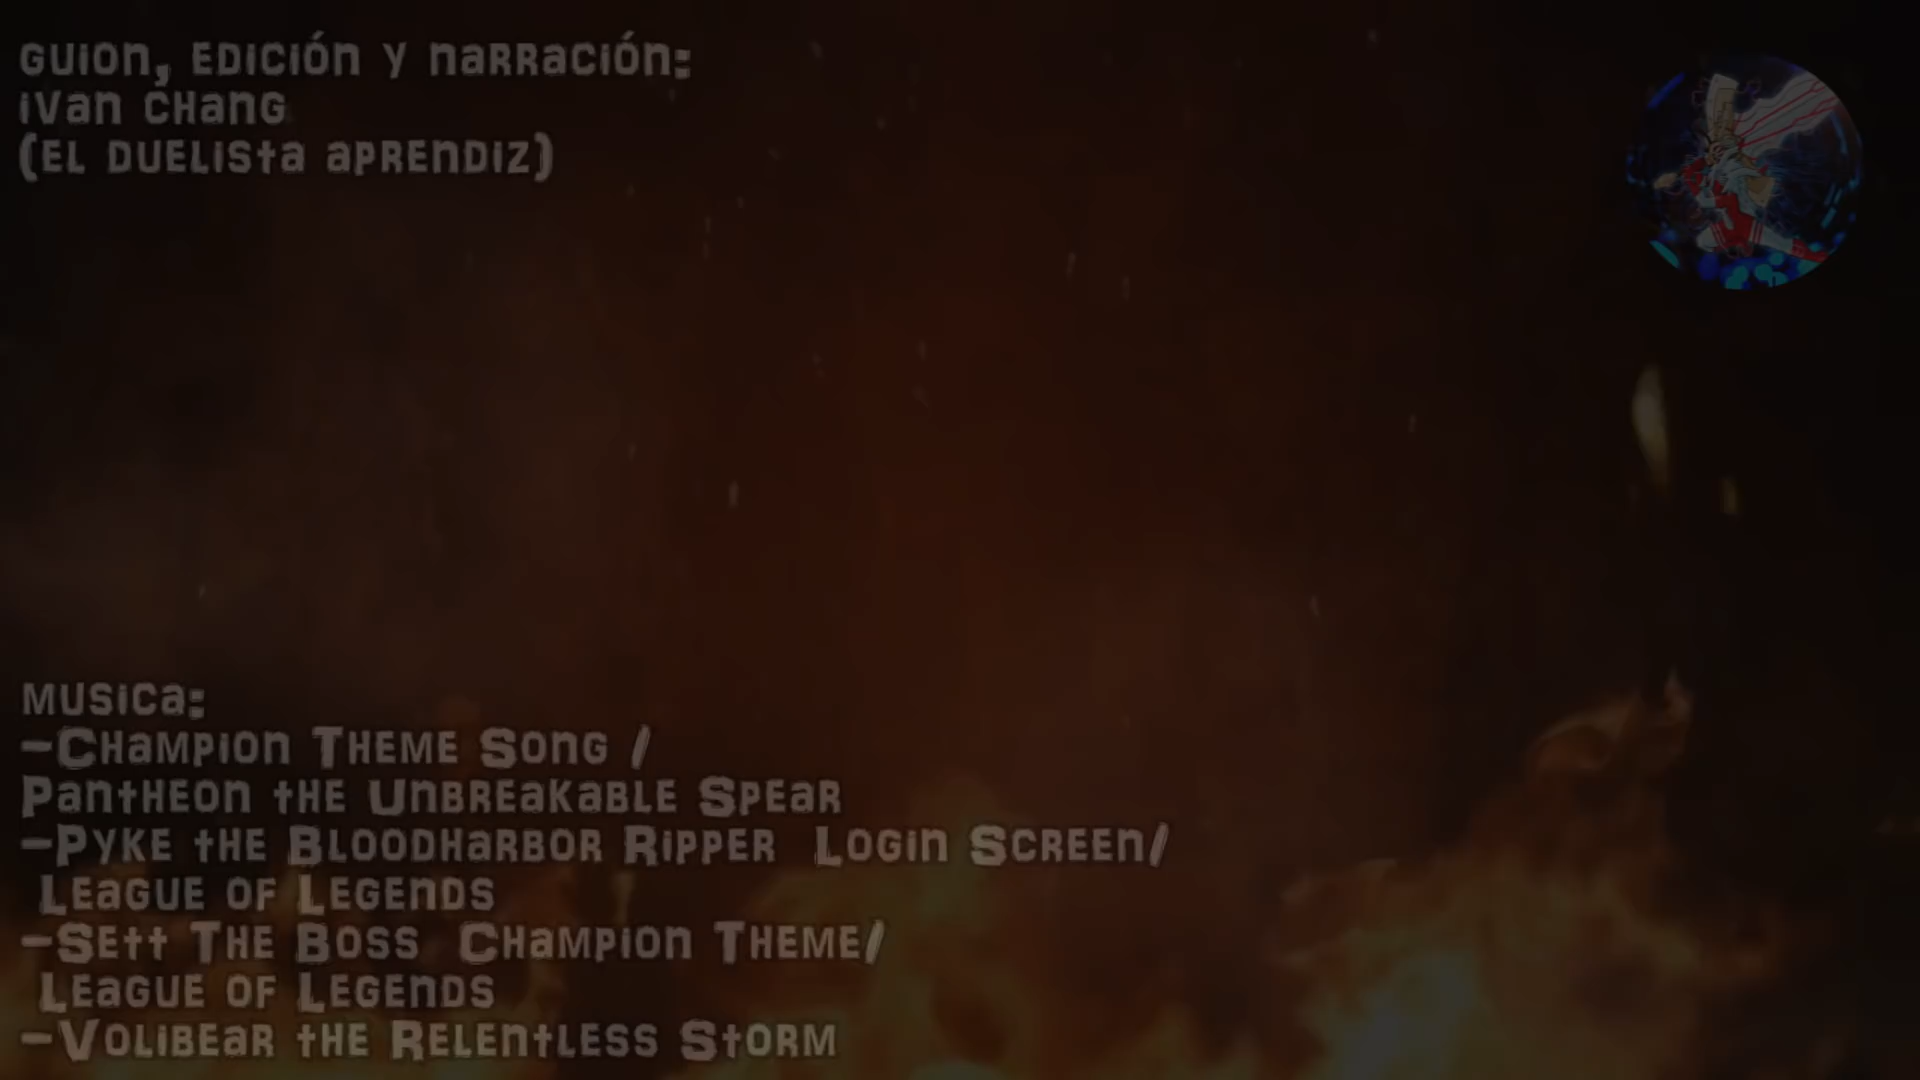 Guion, edición y narración:
Ivan Chang
(El duelista aprendiz)
Musica:
-Champion Theme Song /
Pantheon the Unbreakable Spear
-Pyke the Bloodharbor Ripper Login Screen/
League of Legends
-Sett The Boss Champion Theme/
League of Legends
-Volibear the Relentless Storm